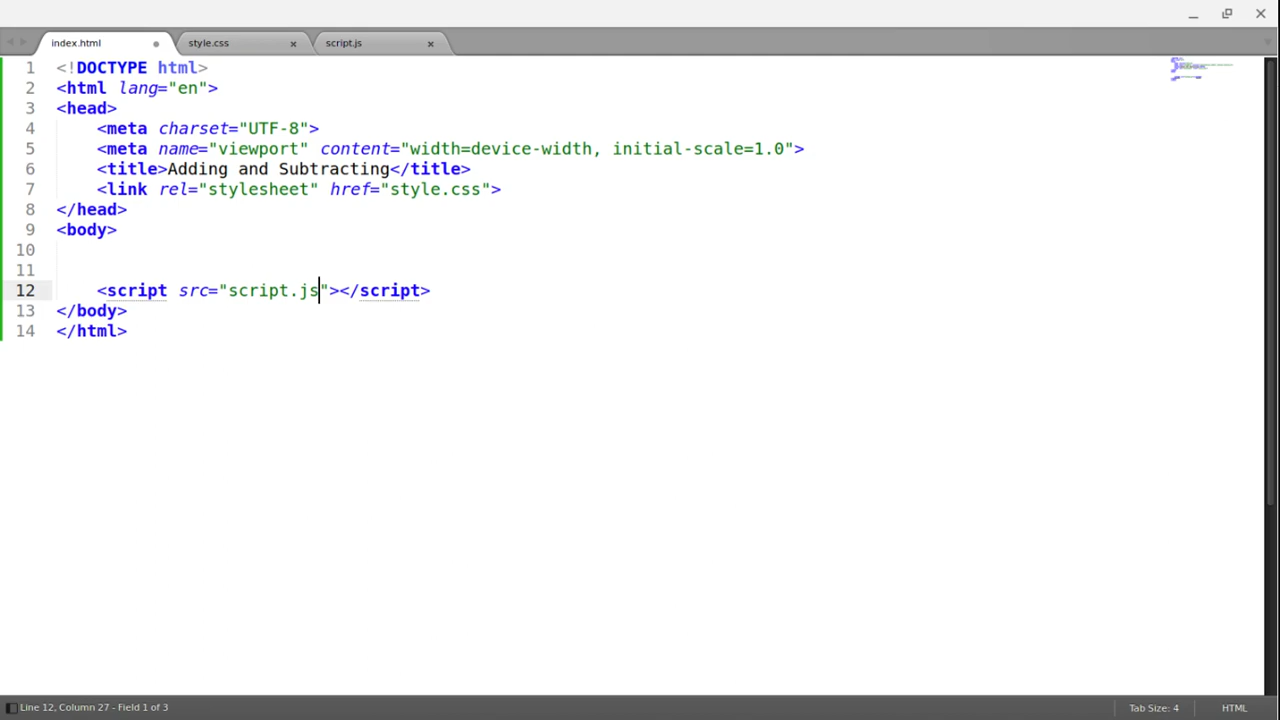 index.html style.css script.js
1 <!DOCTYPE html>
2 <html lang="en">
3 <head>
4 <meta charset="UTF-8">
5 <meta name="viewport" content="width=device-width, initial-scale=1.0">
6 <title>Adding and Subtracting</title>
7 <link rel="stylesheet" href="style.css">
8 </head>
9 <body>
10
11
12 <script src="script.js"></script>
13 </body>
14 </html>
Line 12, Column 27 - Field 1 of 3 Tab Size: 4 HTML